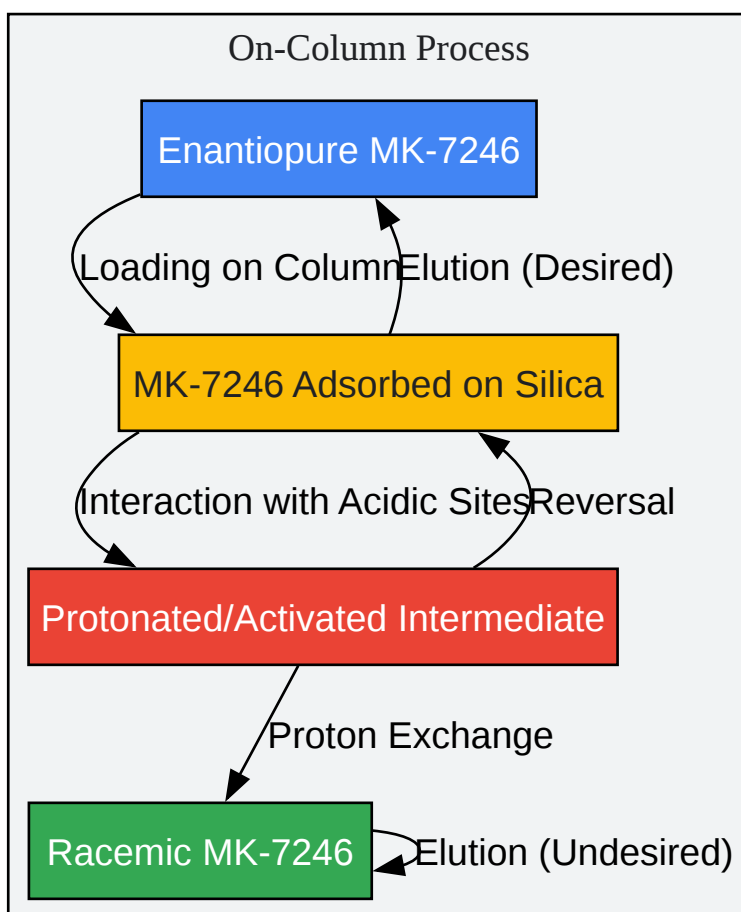 On-Column Process
Enantiopure MK-7246
Loading on Column
Elution (Desired)
MK-7246 Adsorbed on Silica
Interaction with Acidic Sites
Reversal
Protonated/Activated Intermediate
Proton Exchange
Racemic MK-7246
Elution (Undesired)